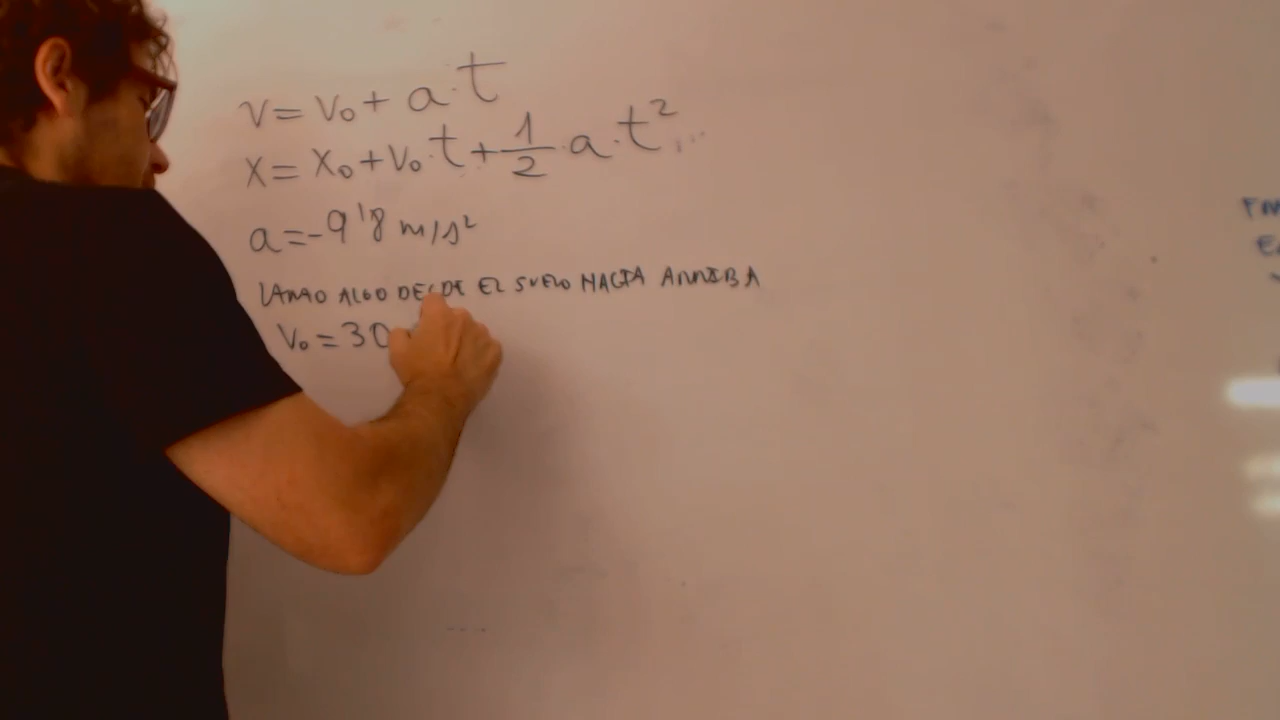 v = v₀ + a · t
x = x₀ + v₀ · t + 1/2 · a · t² ...
a = -9'8 m/s²
LANZO ALGO DESDE EL SUELO HACIA ARRIBA
V₀ = 30